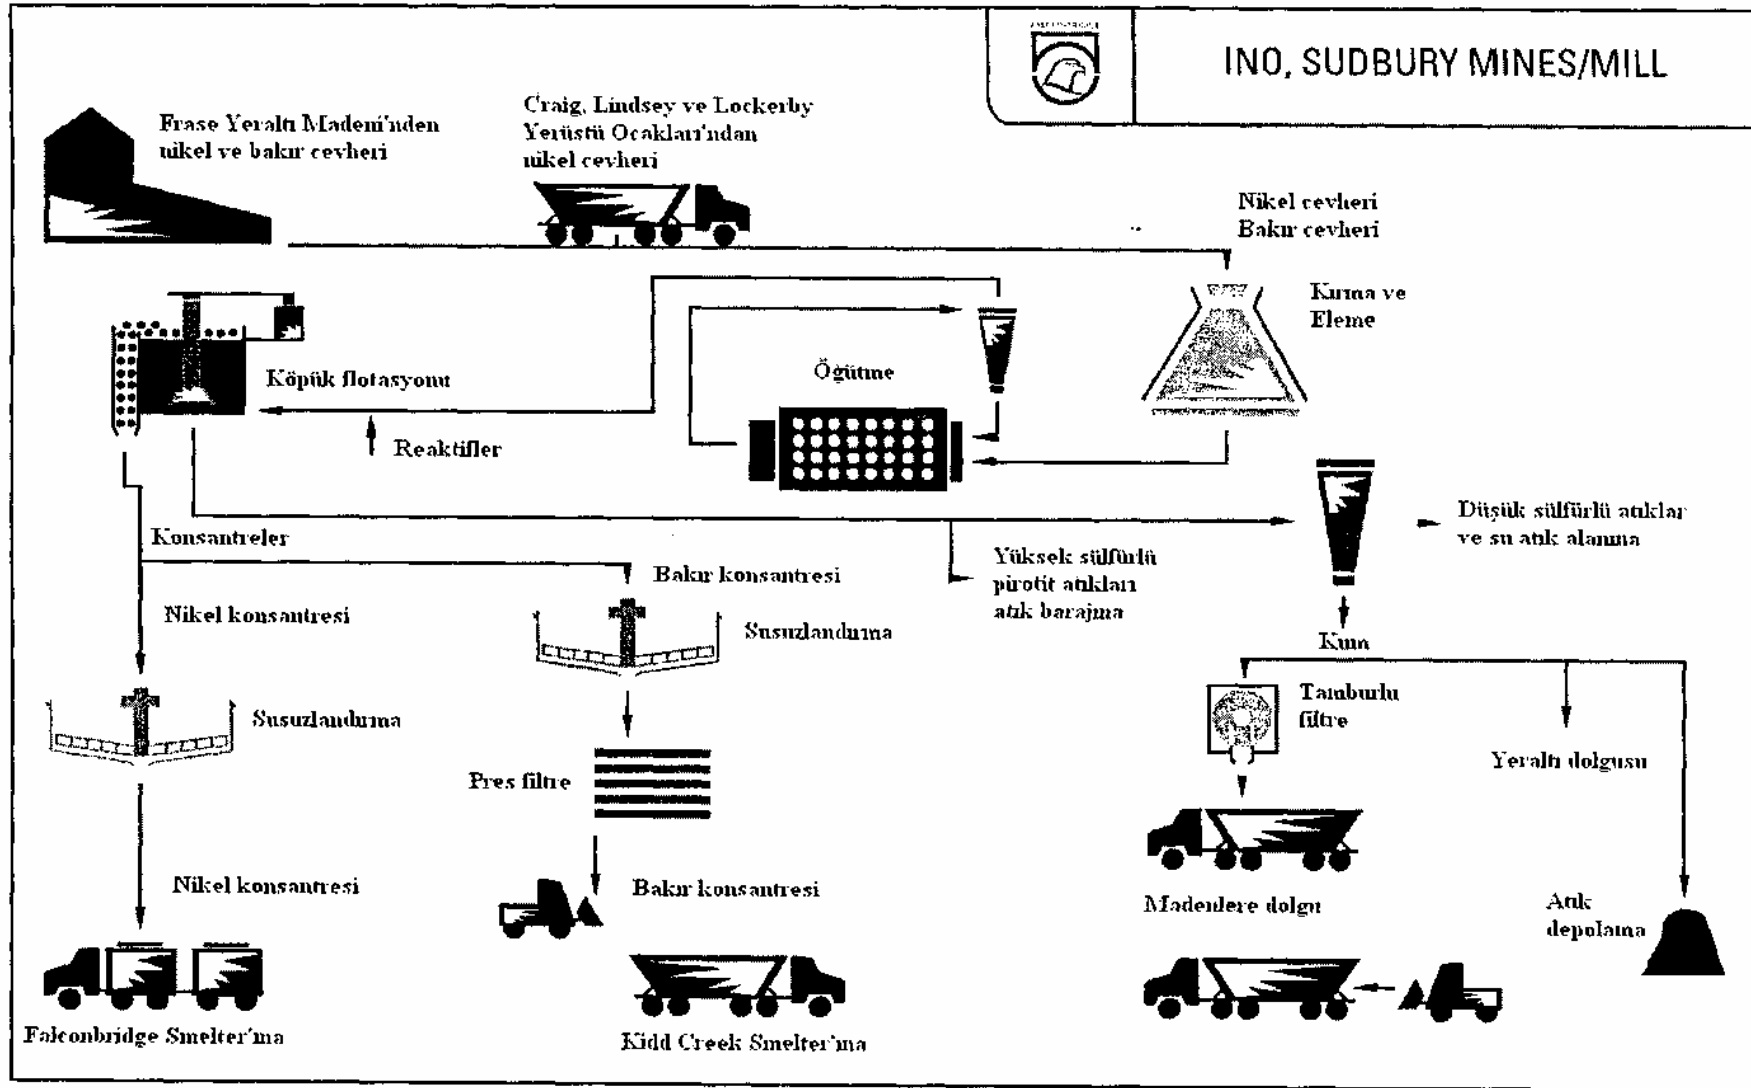 INO, SUDBURY MINES/MILL
Frase Yeraltı Madeni'nden
nikel ve bakır cevheri
Craig, Lindsey ve Lockerby
Yerüstü Ocakları'ndan
nikel cevheri
Nikel cevheri
Bakır cevheri
Kırma ve
Eleme
Öğütme
Köpük flotasyonu
Reaktifler
Düşük sülfürlü atıklar
ve su atık alanına
Konsantreler
Yüksek sülfürlü
pirotit atıkları
atık barajına
Bakır konsantresi
Nikel konsantresi
Susuzlandırma
Kum
Tamburlu
filtre
Susuzlandırma
Yeraltı dolgusu
Pres filtre
Nikel konsantresi
Bakır konsantresi
Madenlere dolgu
Atık
depolama
Falconbridge Smelter'ına
Kidd Creek Smelter'ına